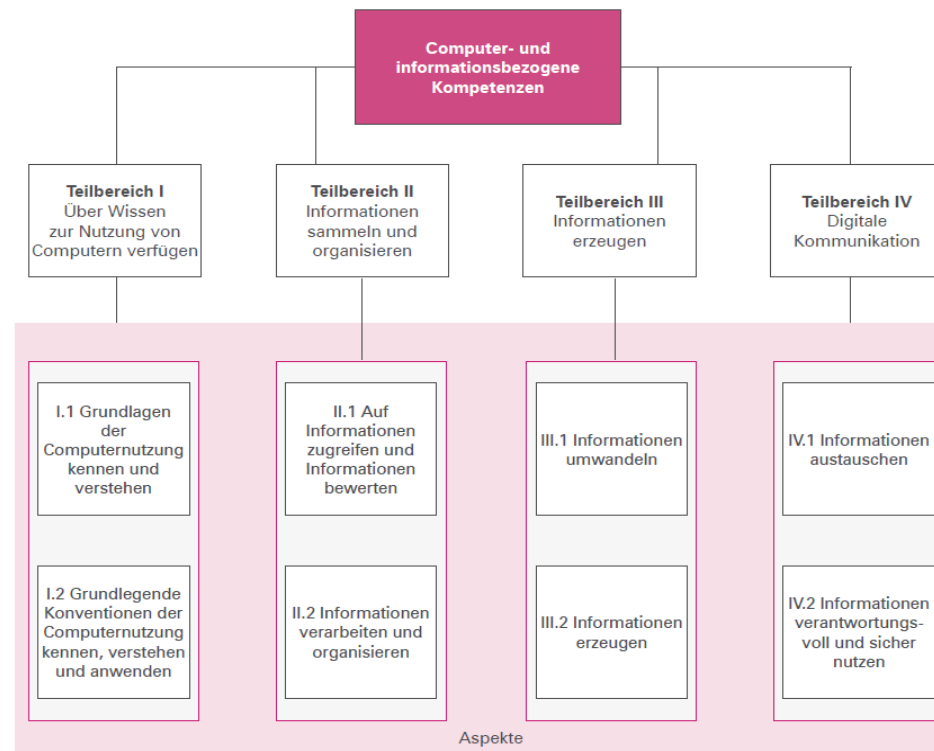 Computer- und
informationsbezogene
Kompetenzen
Teilbereich I
Über Wissen
zur Nutzung von
Computern verfügen
Teilbereich II
Informationen
sammeln und
organisieren
Teilbereich III
Informationen
erzeugen
Teilbereich IV
Digitale
Kommunikation
I.1 Grundlagen
der
Computernutzung
kennen und
verstehen
II.1 Auf
Informationen
zugreifen und
Informationen
bewerten
III.1 Informationen
umwandeln
IV.1 Informationen
austauschen
I.2 Grundlegende
Konventionen der
Computernutzung
kennen, verstehen
und anwenden
II.2 Informationen
verarbeiten und
organisieren
III.2 Informationen
erzeugen
IV.2 Informationen
verantwortungs-
voll und sicher
nutzen
Aspekte